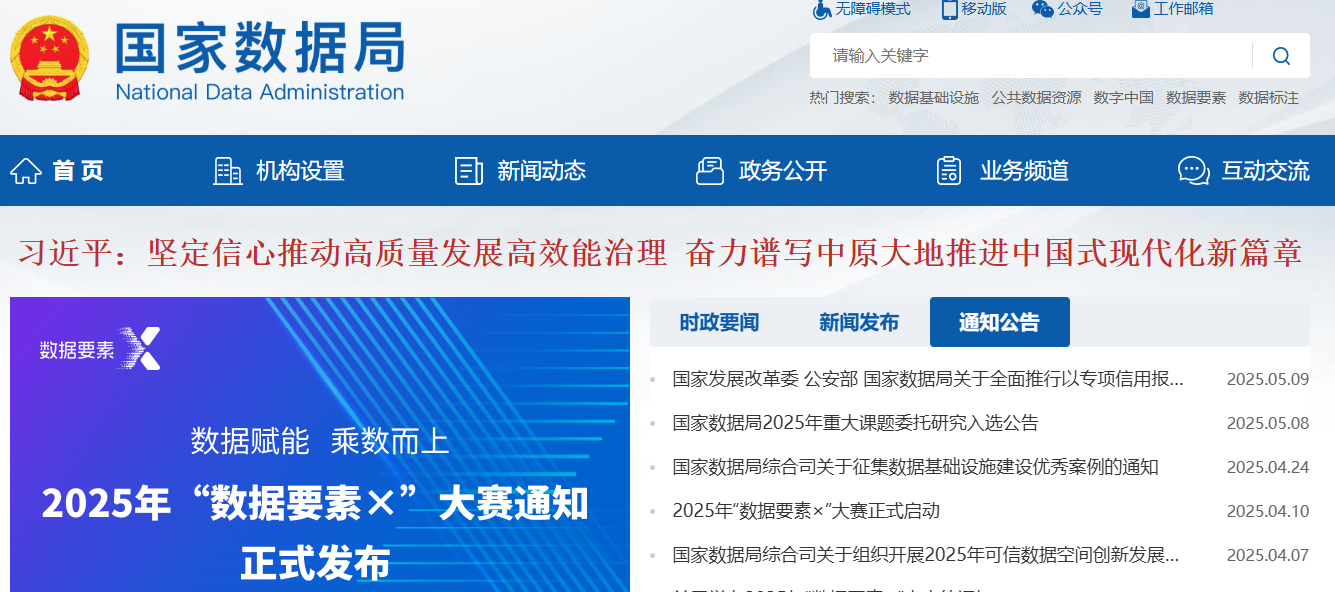 无障碍模式 移动版 公众号 工作邮箱
国家数据局
National Data Administration
请输入关键字
热门搜索： 数据基础设施 公共数据资源 数字中国 数据要素 数据标注
首页 机构设置 新闻动态 政务公开 业务频道 互动交流
习近平：坚定信心推动高质量发展高效能治理 奋力谱写中原大地推进中国式现代化新篇章
数据要素X
数据赋能 乘数而上
2025年“数据要素×”大赛通知
正式发布
时政要闻 新闻发布 通知公告
国家发展改革委 公安部 国家数据局关于全面推行以专项信用报... 2025.05.09
国家数据局2025年重大课题委托研究入选公告 2025.05.08
国家数据局综合司关于征集数据基础设施建设优秀案例的通知 2025.04.24
2025年“数据要素×”大赛正式启动 2025.04.10
国家数据局综合司关于组织开展2025年可信数据空间创新发展... 2025.04.07